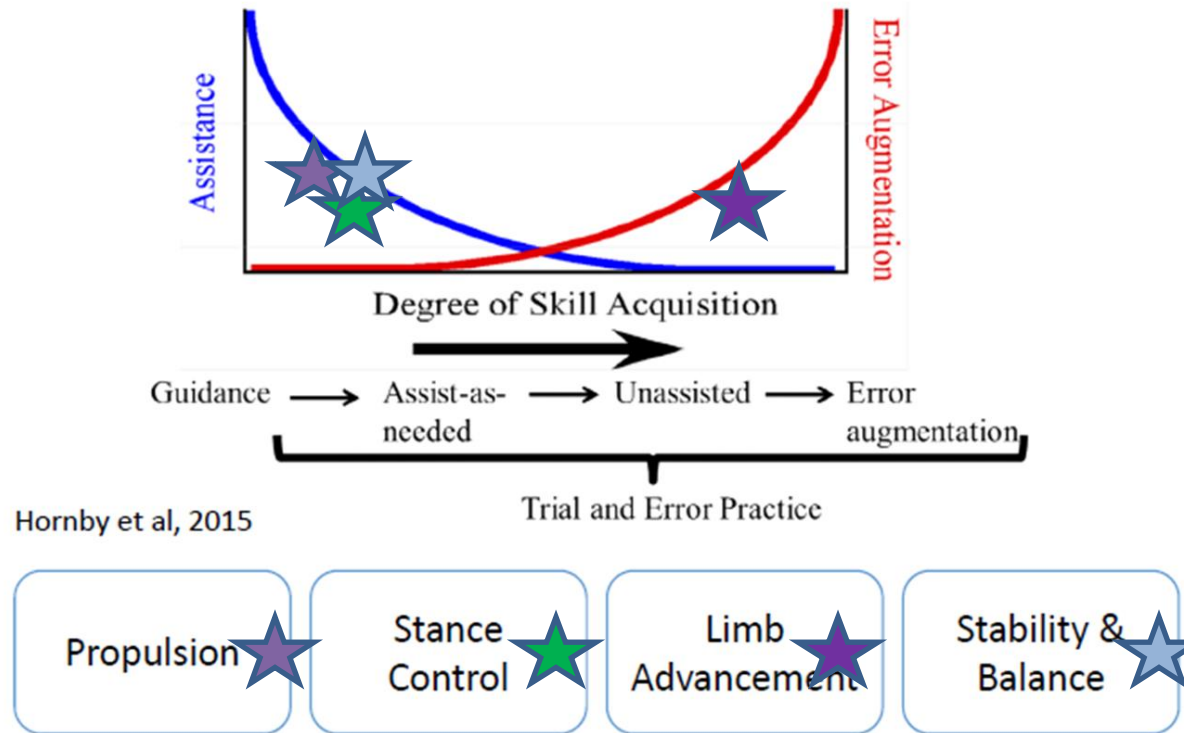 Assistance
Error Augmentation
Degree of Skill Acquisition
Guidance
Assist-as-
needed
Unassisted
Error
augmentation
Trial and Error Practice
Hornby et al, 2015
Propulsion
Stance
Control
Limb
Advancement
Stability &
Balance